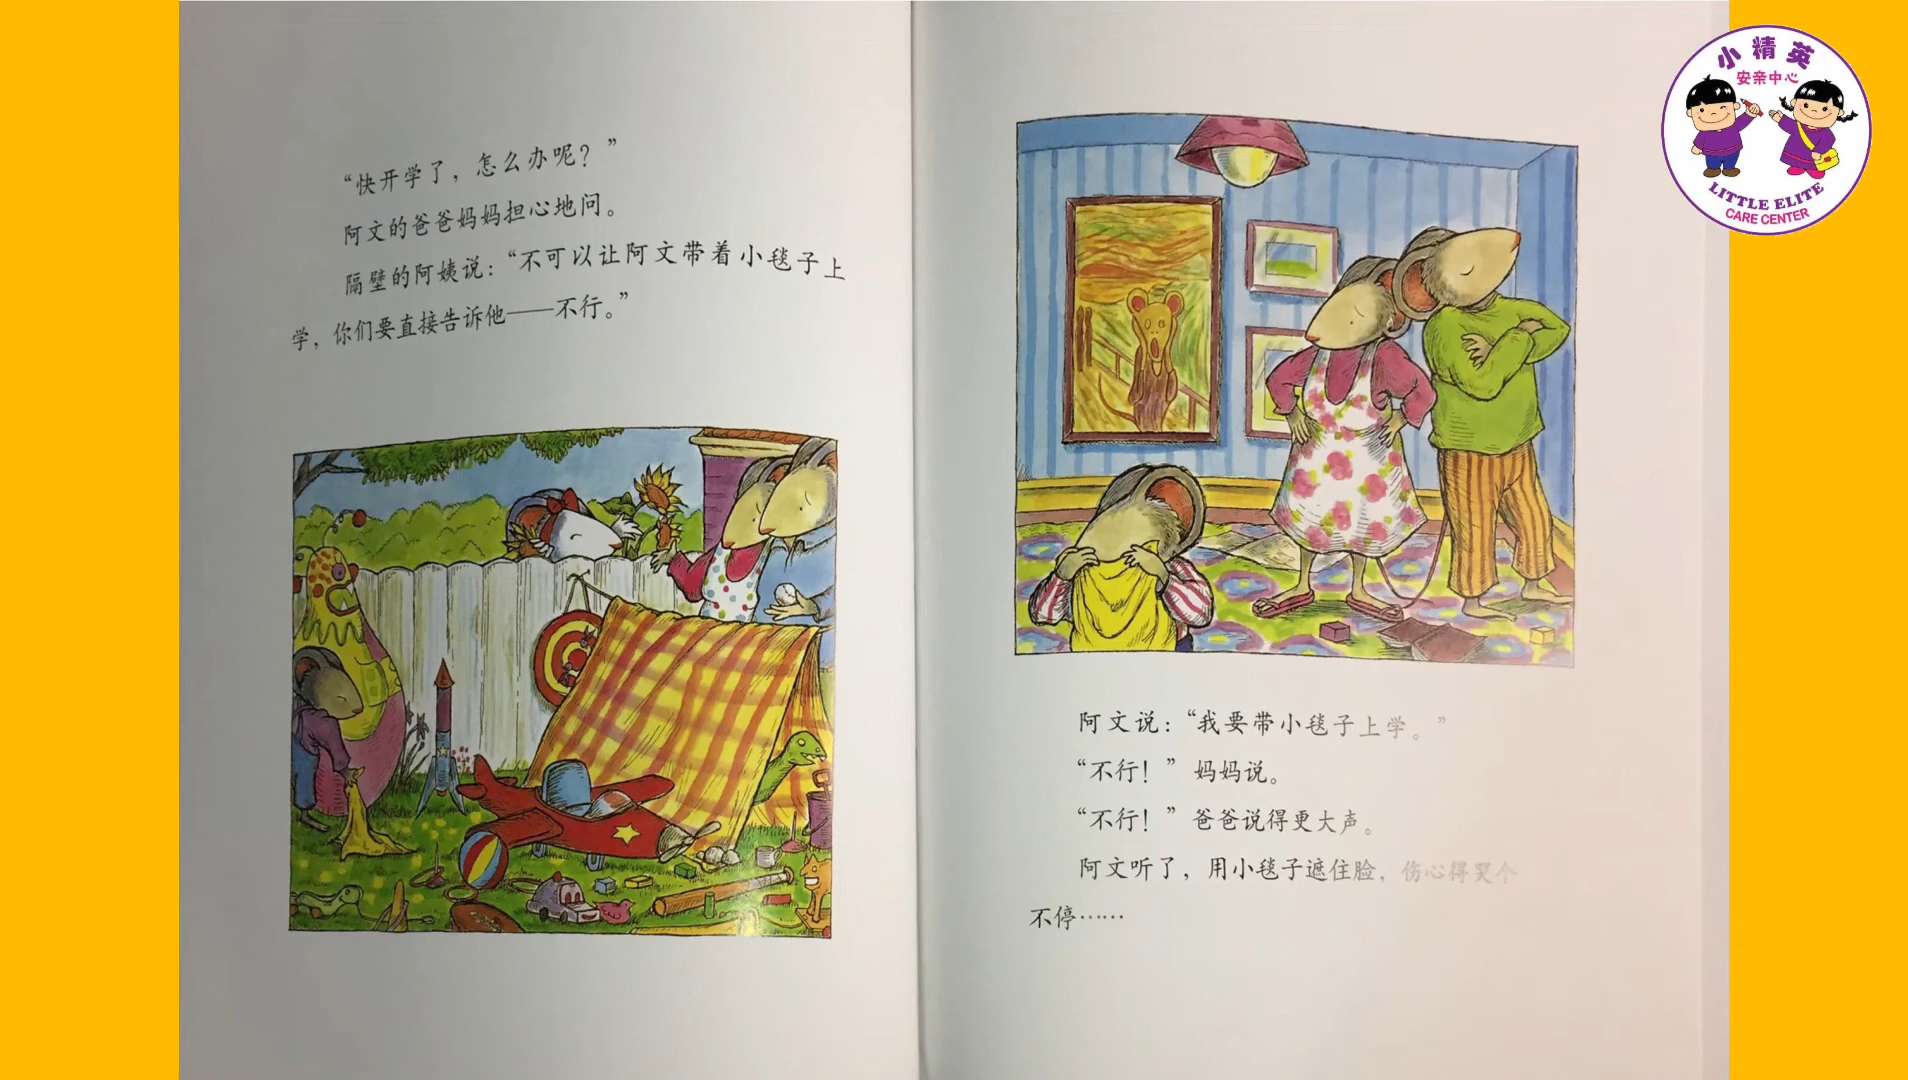 “快开学了，怎么办呢？”
阿文的爸爸妈妈担心地问。
隔壁的阿姨说：“不可以让阿文带着小毯子上
学，你们要直接告诉他——不行。”
阿文说：“我要带小毯子上学。”
“不行！”妈妈说。
“不行！”爸爸说得更大声。
阿文听了，用小毯子遮住脸，伤心得哭个
不停……
小精英
安亲中心
LITTLE ELITE
CARE CENTER